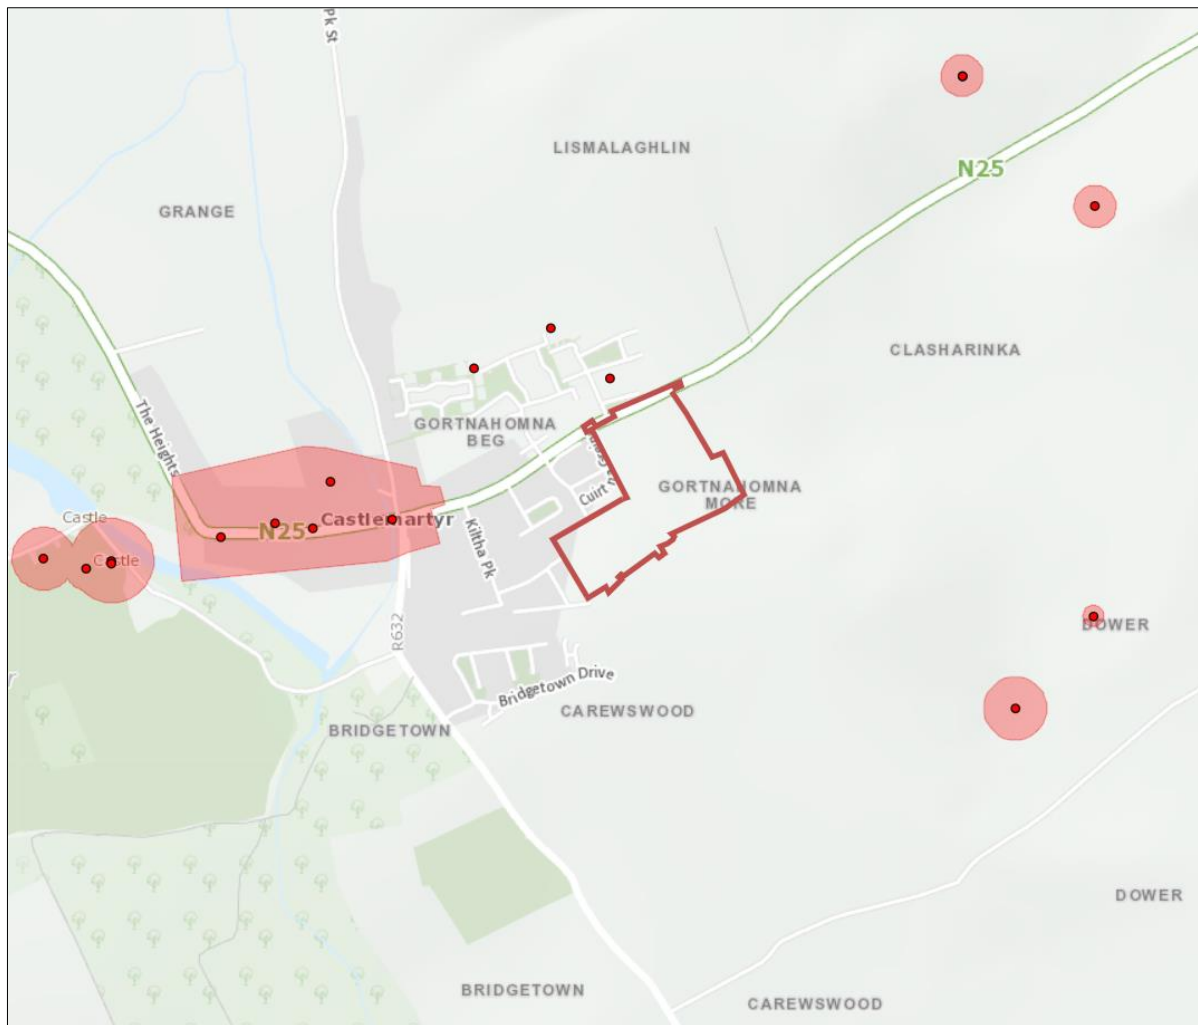 Pk St
LISMALAGHLIN
N25
GRANGE
CLASHARINKA
The Heights
GORTNAHOMNA
BEG
Cuirt
GORTNAHOMNA
MORE
Castle
N25
Castlemartyr
Castle
Kiltha Pk
R632
DOWER
Bridgetown Drive
CAREWSWOOD
BRIDGETOWN
DOWER
BRIDGETOWN
CAREWSWOOD